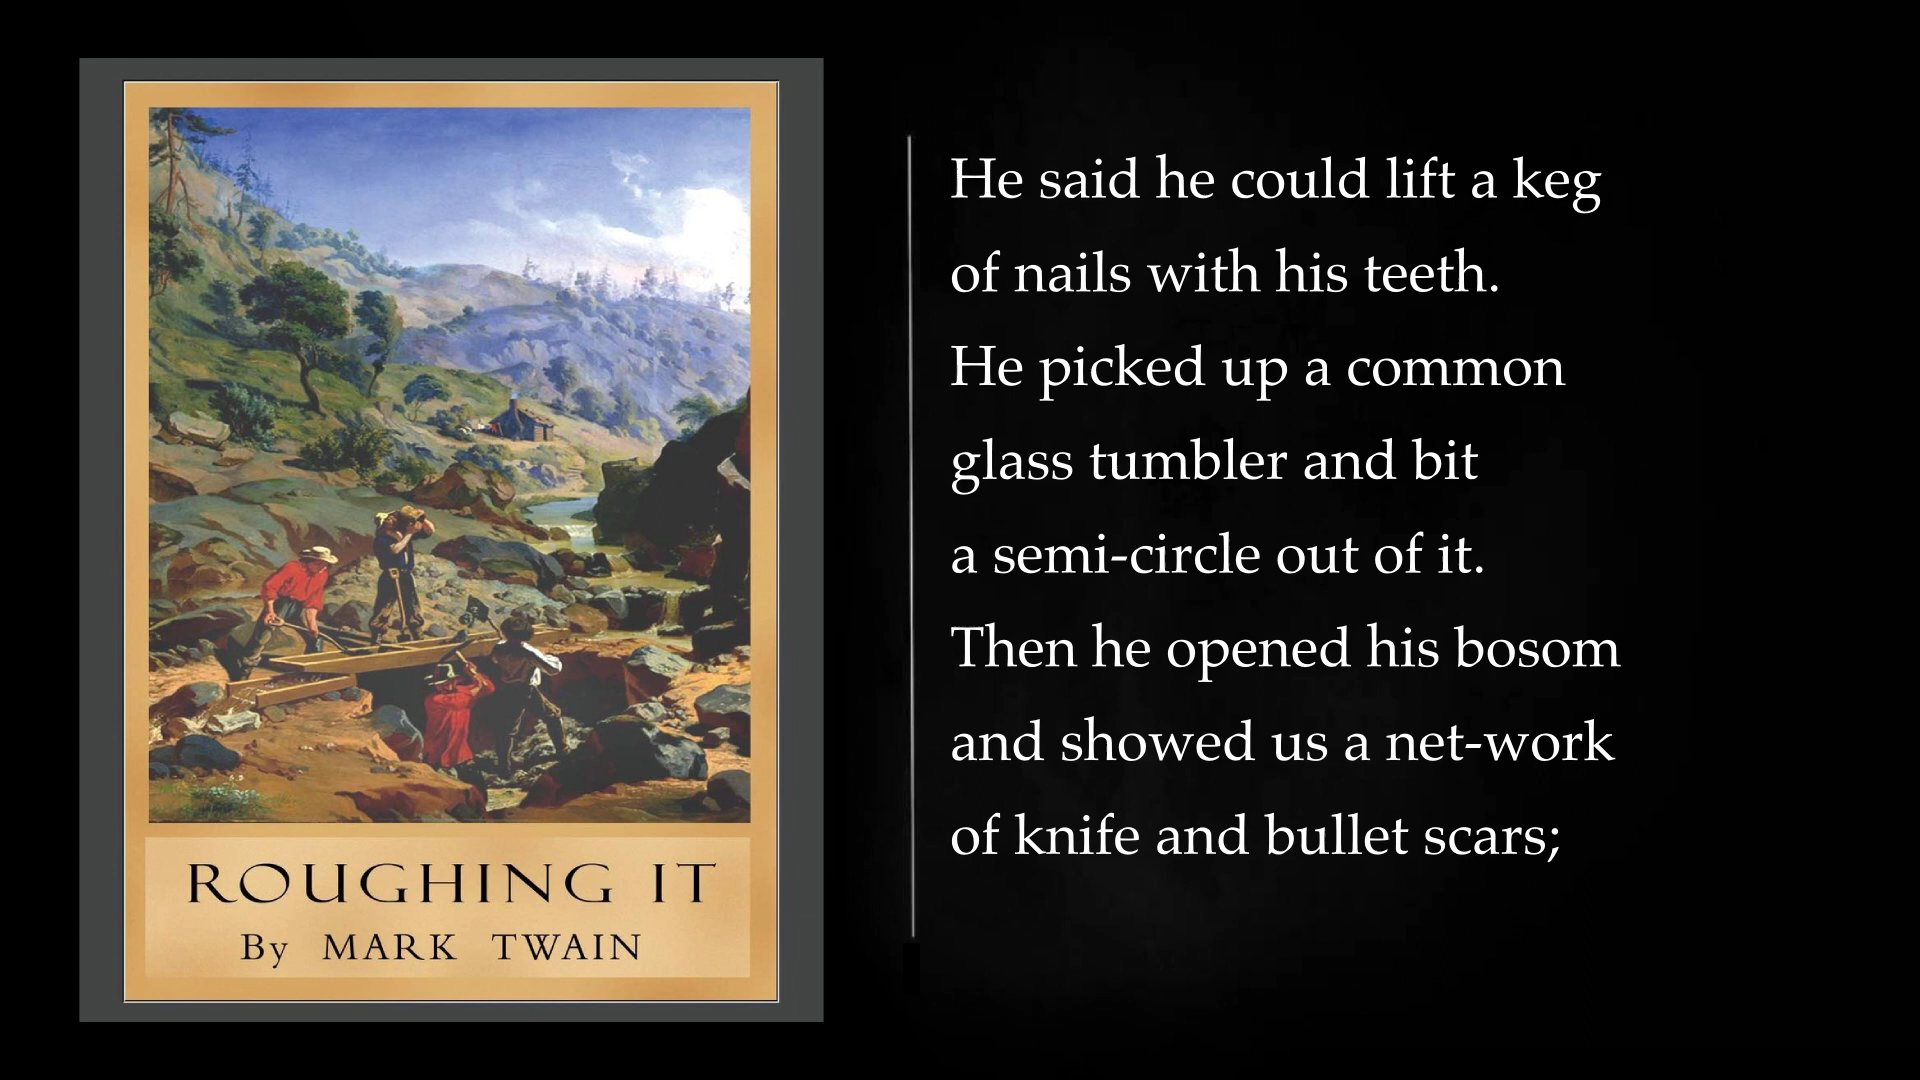 ROUGHING IT
By MARK TWAIN
He said he could lift a keg
of nails with his teeth.
He picked up a common
glass tumbler and bit
a semi-circle out of it.
Then he opened his bosom
and showed us a net-work
of knife and bullet scars;